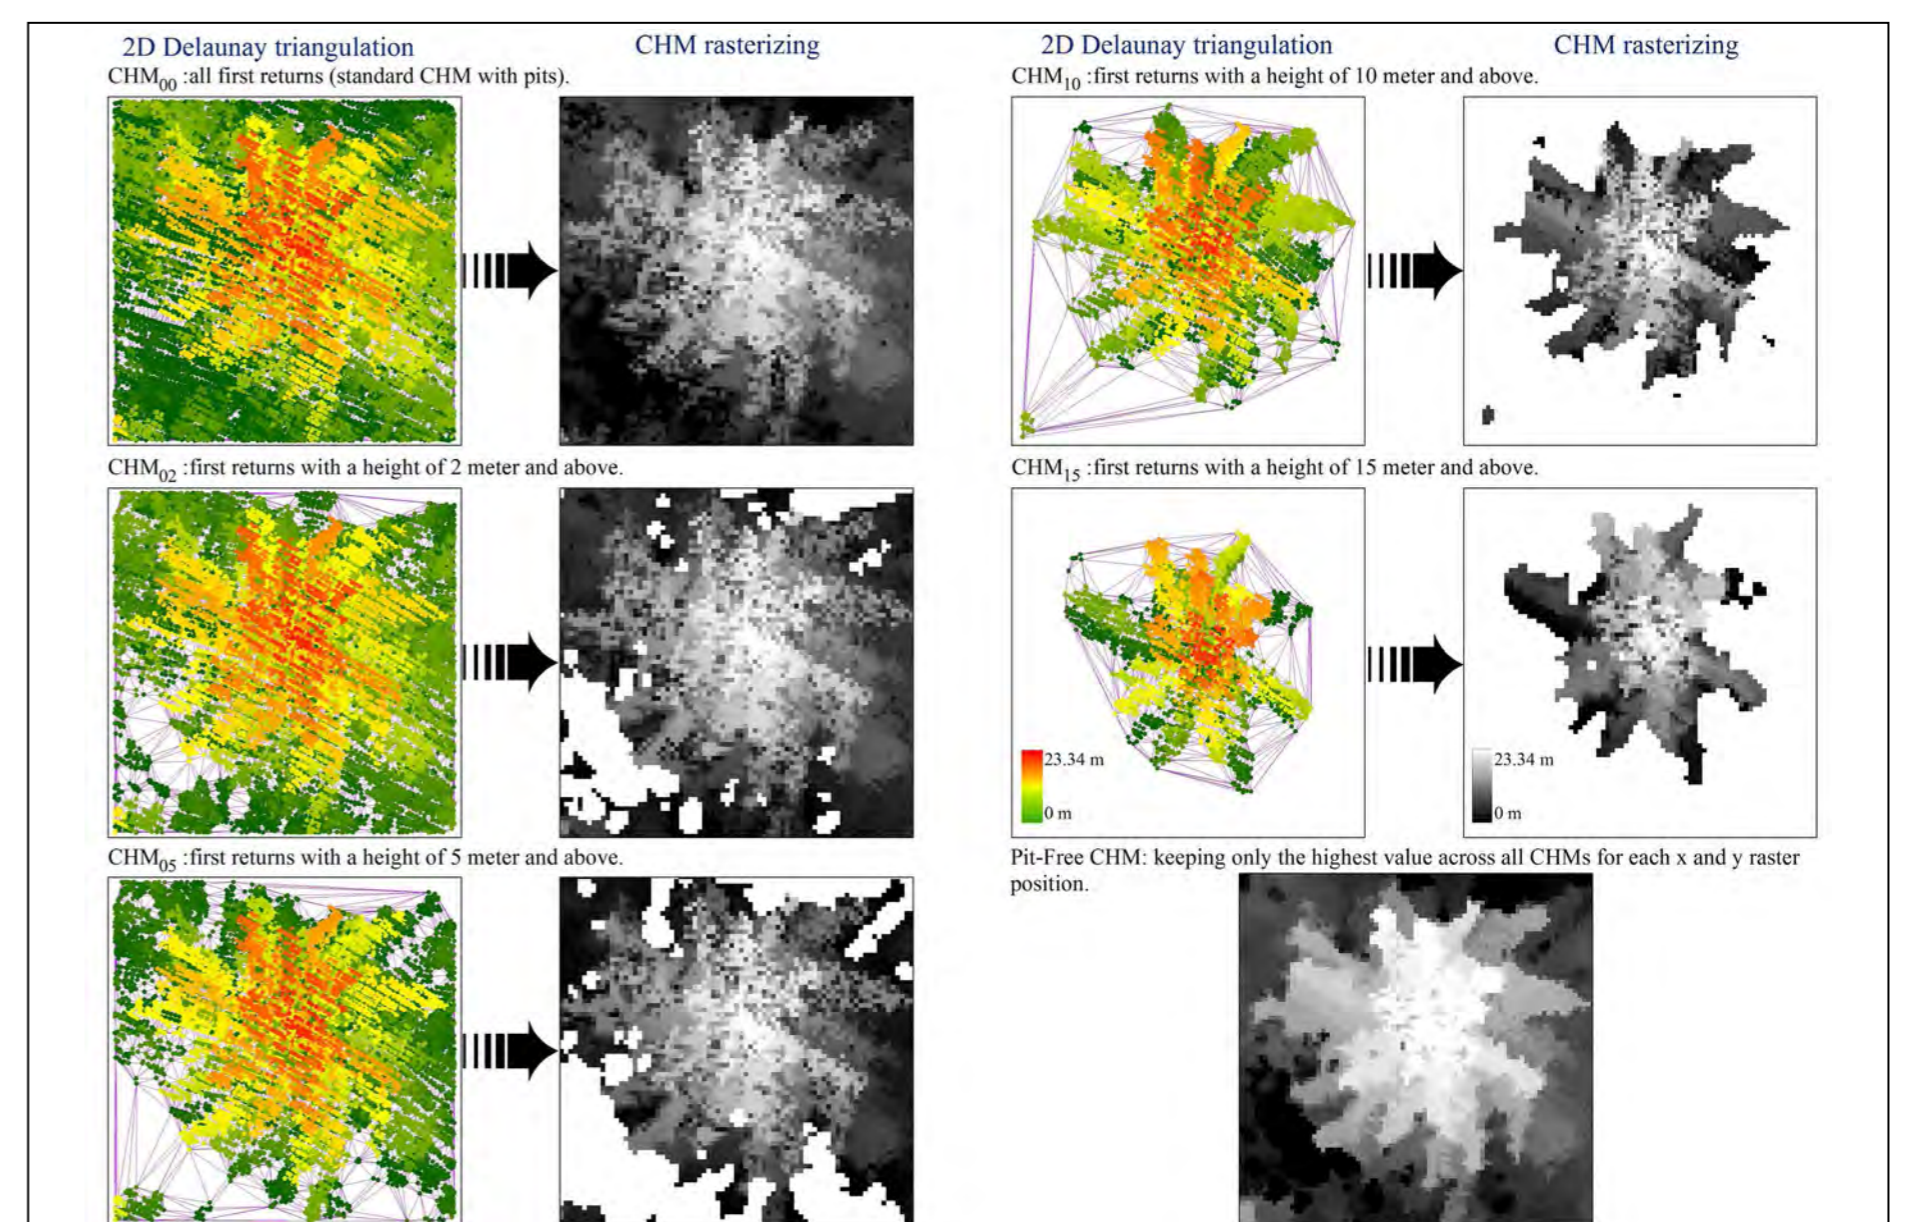 2D Delaunay triangulation
CHM rasterizing
CHM00 :all first returns (standard CHM with pits).
CHM02 :first returns with a height of 2 meter and above.
CHM05 :first returns with a height of 5 meter and above.
2D Delaunay triangulation
CHM rasterizing
CHM10 :first returns with a height of 10 meter and above.
CHM15 :first returns with a height of 15 meter and above.
23.34 m
0 m
23.34 m
0 m
Pit-Free CHM: keeping only the highest value across all CHMs for each x and y raster
position.